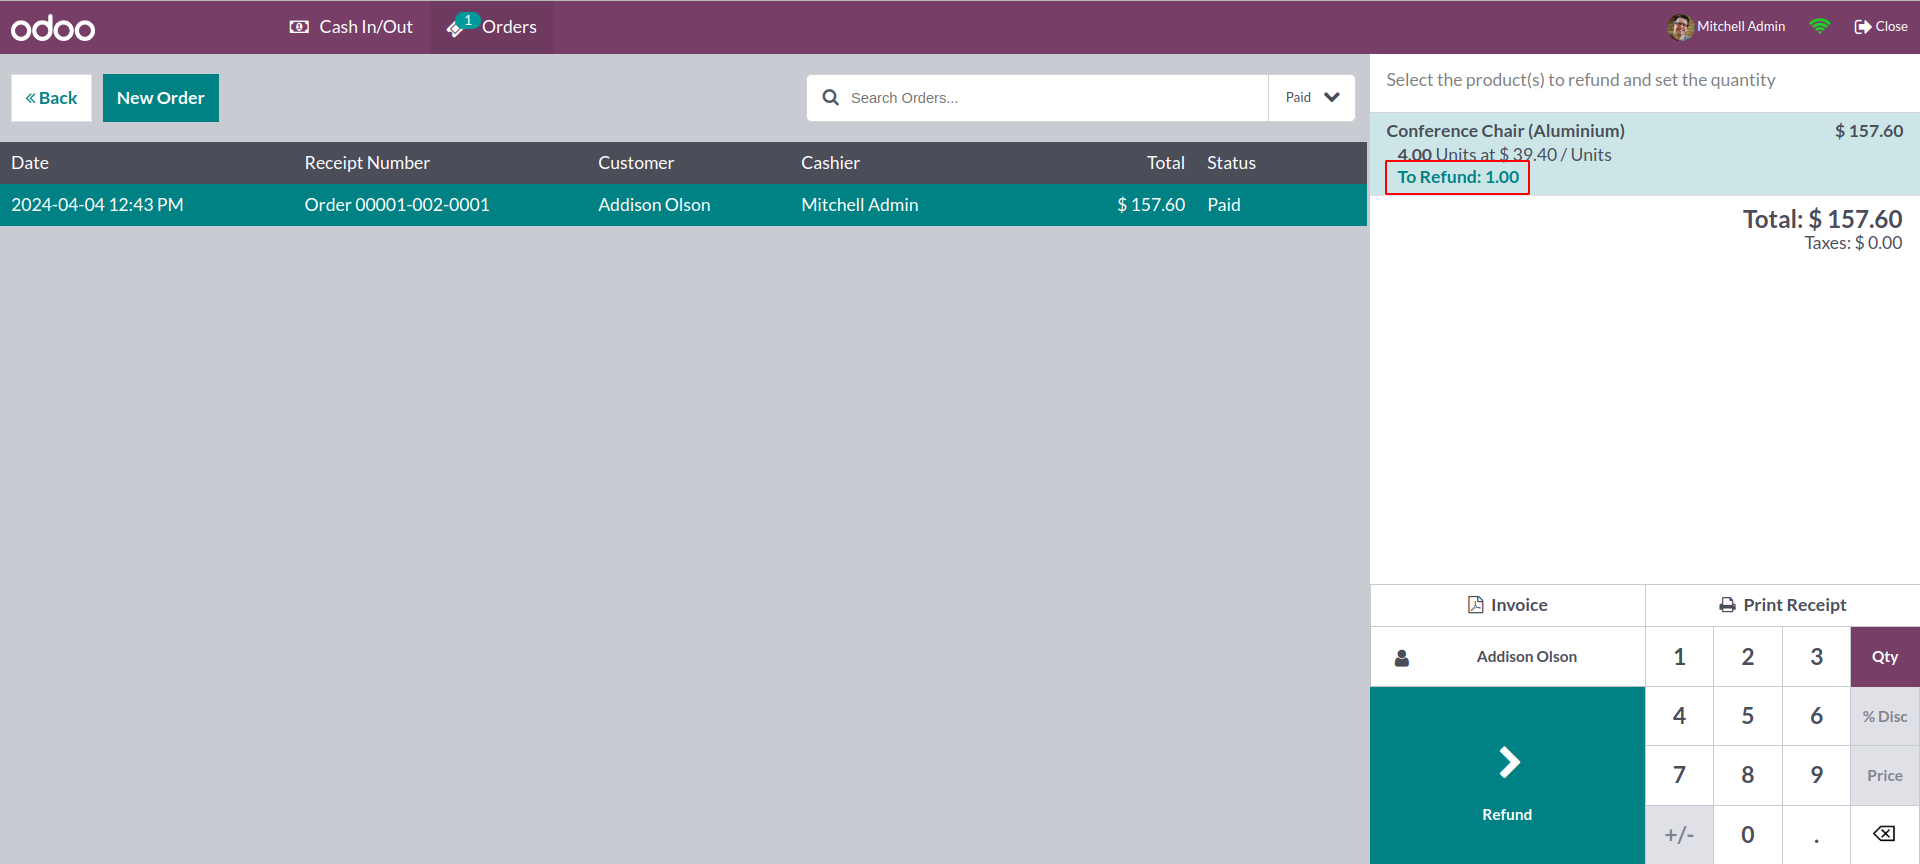 odoo
Cash In/Out
1
Orders
Mitchell Admin
Close
Back
New Order
Search Orders...
Paid
Date Receipt Number Customer Cashier Total Status
2024-04-04 12:43 PM Order 00001-002-0001 Addison Olson Mitchell Admin $ 157.60 Paid
Select the product(s) to refund and set the quantity
Conference Chair (Aluminium) $ 157.60
4.00 Units at $ 39.40 / Units
To Refund: 1.00
Total: $ 157.60
Taxes: $ 0.00
Invoice
Print Receipt
Addison Olson
1 2 3 Qty
4 5 6 % Disc
7 8 9 Price
+/- 0 .
Refund